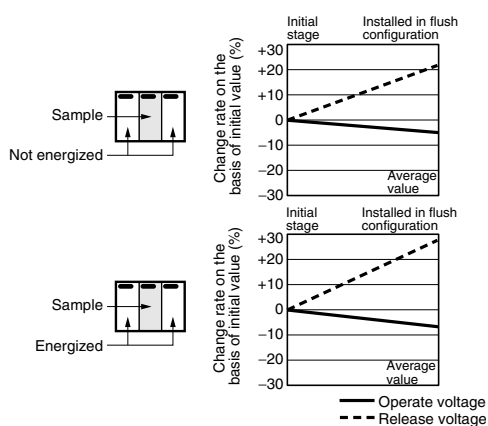 Initial
stage
Installed in flush
configuration
Change rate on the
basis of initial value (%)
+30
+20
+10
0
−10
−20
−30
Average
value
Sample
Not energized
Initial
stage
Installed in flush
configuration
Change rate on the
basis of initial value (%)
+30
+20
+10
0
−10
−20
−30
Average
value
Sample
Energized
Operate voltage
Release voltage